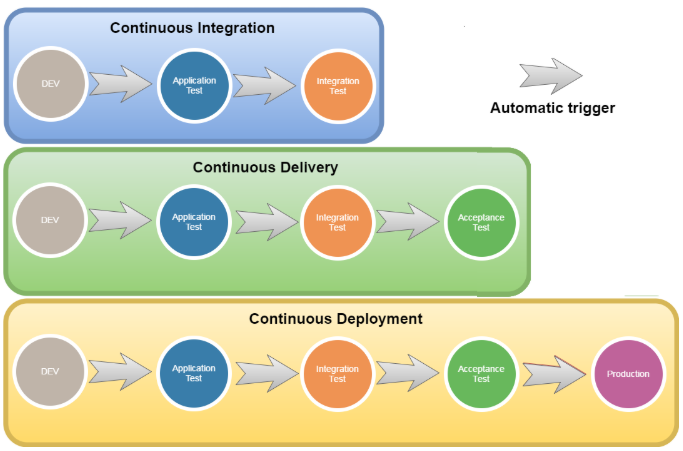 Continuous Integration
DEV
Application
Test
Integration
Test
Automatic trigger
Continuous Delivery
DEV
Application
Test
Integration
Test
Acceptance
Test
Continuous Deployment
DEV
Application
Test
Integration
Test
Acceptance
Test
Production